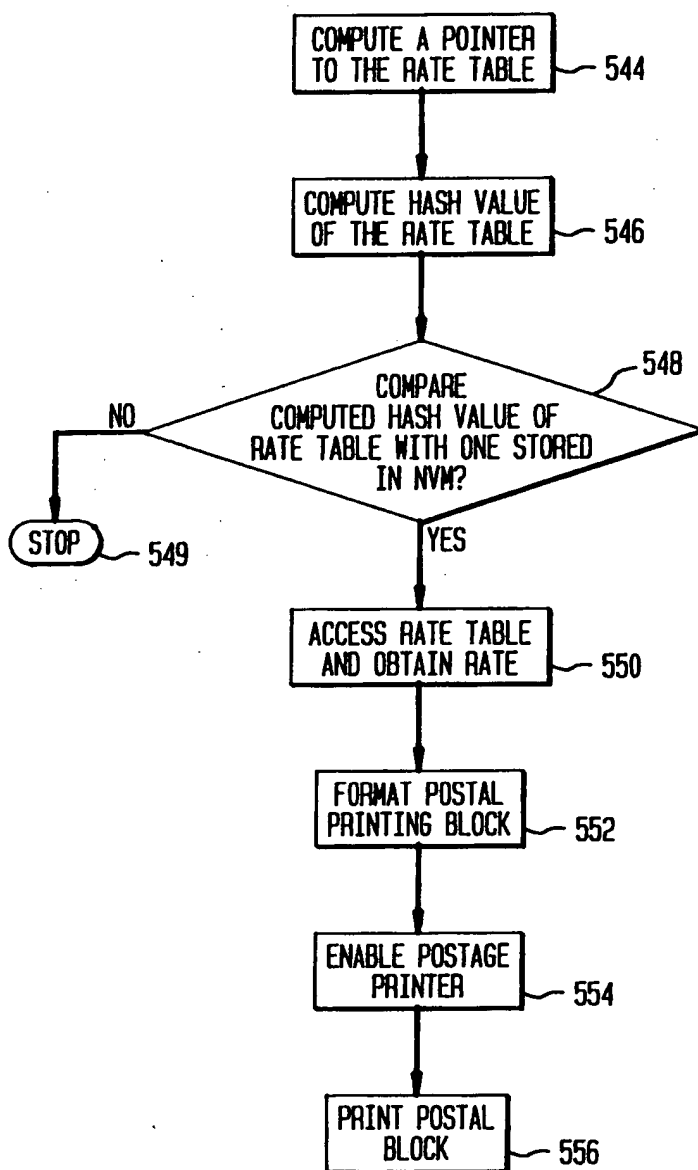 COMPUTE A POINTER
TO THE RATE TABLE
544
COMPUTE HASH VALUE
OF THE RATE TABLE
546
548
COMPARE
COMPUTED HASH VALUE OF
RATE TABLE WITH ONE STORED
IN NVM?
NO
STOP
549
YES
ACCESS RATE TABLE
AND OBTAIN RATE
550
FORMAT POSTAL
PRINTING BLOCK
552
ENABLE POSTAGE
PRINTER
554
PRINT POSTAL
BLOCK
556